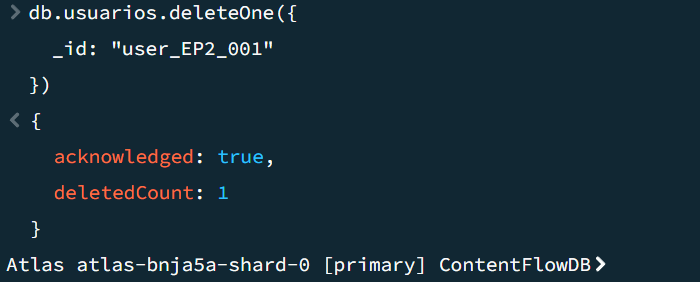 > db.usuarios.deleteOne({
_id: "user_EP2_001"
})
< {
acknowledged: true,
deletedCount: 1
}
Atlas atlas-bnja5a-shard-0 [primary] ContentFlowDB>